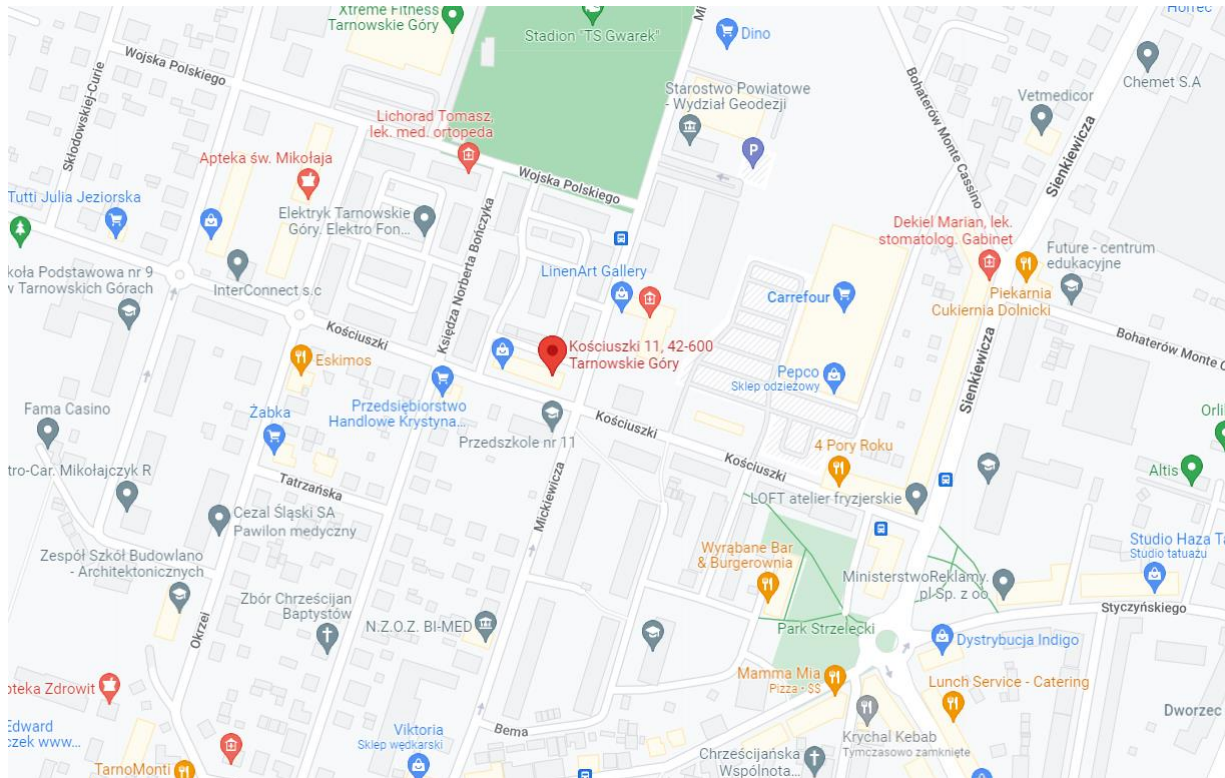 Xtreme Fitness
Tarnowskie Góry
Stadion "TS Gwarek"
Dino
Chemet S.A
Wojska Polskiego
Skłodowskiej-Curie
Starostwo Powiatowe
- Wydział Geodezji
Bohaterów Monte Cassino
Vetmedicor
Sienkiewicza
Lichorad Tomasz,
lek. med. ortopeda
P
Apteka św. Mikołaja
Wojska Polskiego
Tutti Julia Jeziorska
Elektryk Tarnowskie
Góry. Elektro Fon...
Księdza Norberta Bończyka
Dekiel Marian, lek.
stomatolog. Gabinet
Future - centrum
edukacyjne
koła Podstawowa nr 9
w Tarnowskich Górach
InterConnect s.c
LinenArt Gallery
Carrefour
Piekarnia
Cukiernia Dolnicki
Kościuszki
Bohaterów Monte C
Eskimos
Kościuszki 11, 42-600
Tarnowskie Góry
Pepco
Sklep odzieżowy
Sienkiewicza
Fama Casino
Żabka
Przedsiębiorstwo
Handlowe Krystyna...
Przedszkole nr 11
Kościuszki
Orli
4 Pory Roku
Kościuszki
tro-Car. Mikołajczyk R
Tatrzańska
Mickiewicza
Altis
LOFT atelier fryzjerskie
Cezal Śląski SA
Pawilon medyczny
Zespół Szkół Budowlano
- Architektonicznych
Wyrąbane Bar
& Burgerownia
Studio Haza Ta
Studio tatuażu
MinisterstwoReklamy.
pl Sp. z oo
Zbór Chrześcijan
Baptystów
Styczyńskiego
Okrzei
N.Z.O.Z. BI-MED
Park Strzelecki
Dystrybucja Indigo
Mamma Mia
Pizza • $$
Lunch Service - Catering
pteka Zdrówit
Dworzec
Edward
czek www...
Viktoria
Sklep wędkarski
Bema
Krychal Kebab
Tymczasowo zamknięte
Chrześcijańska
Wspólnota...
TarnoMonti